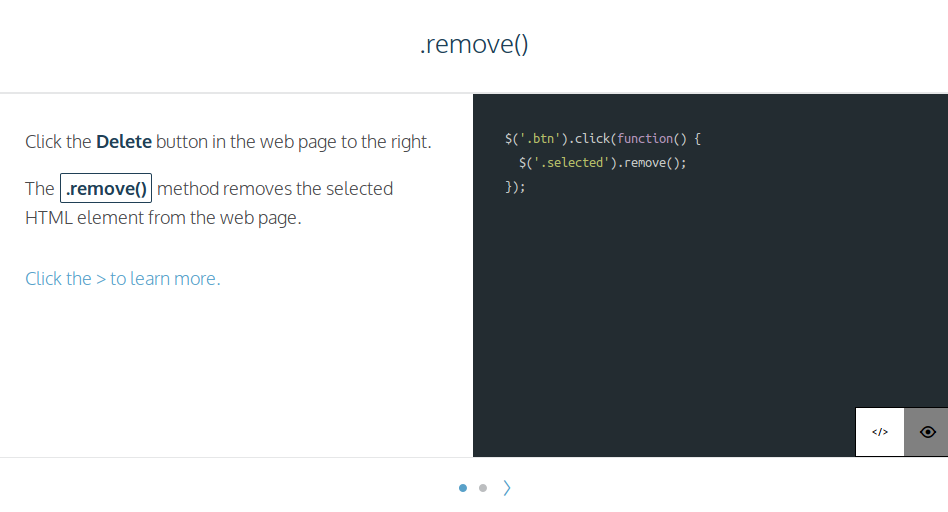 .remove()
Click the Delete button in the web page to the right.
The .remove() method removes the selected
HTML element from the web page.
Click the > to learn more.
$('.btn').click(function() {
  $('.selected').remove();
});
</>